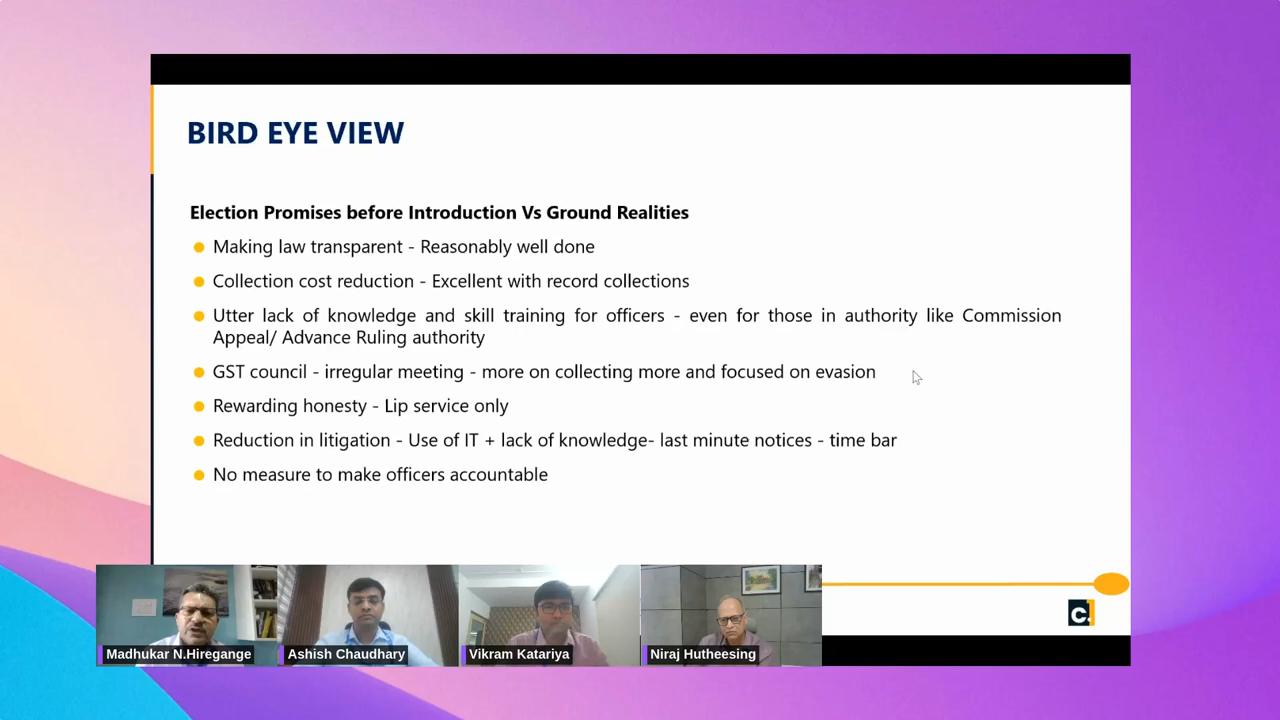 BIRD EYE VIEW
Election Promises before Introduction Vs Ground Realities
Making law transparent - Reasonably well done
Collection cost reduction - Excellent with record collections
Utter lack of knowledge and skill training for officers - even for those in authority like Commission
Appeal/ Advance Ruling authority
GST council - irregular meeting - more on collecting more and focused on evasion
Rewarding honesty - Lip service only
Reduction in litigation - Use of IT + lack of knowledge- last minute notices - time bar
No measure to make officers accountable
c.
Madhukar N.Hiregange
Ashish Chaudhary
Vikram Katariya
Niraj Hutheesing